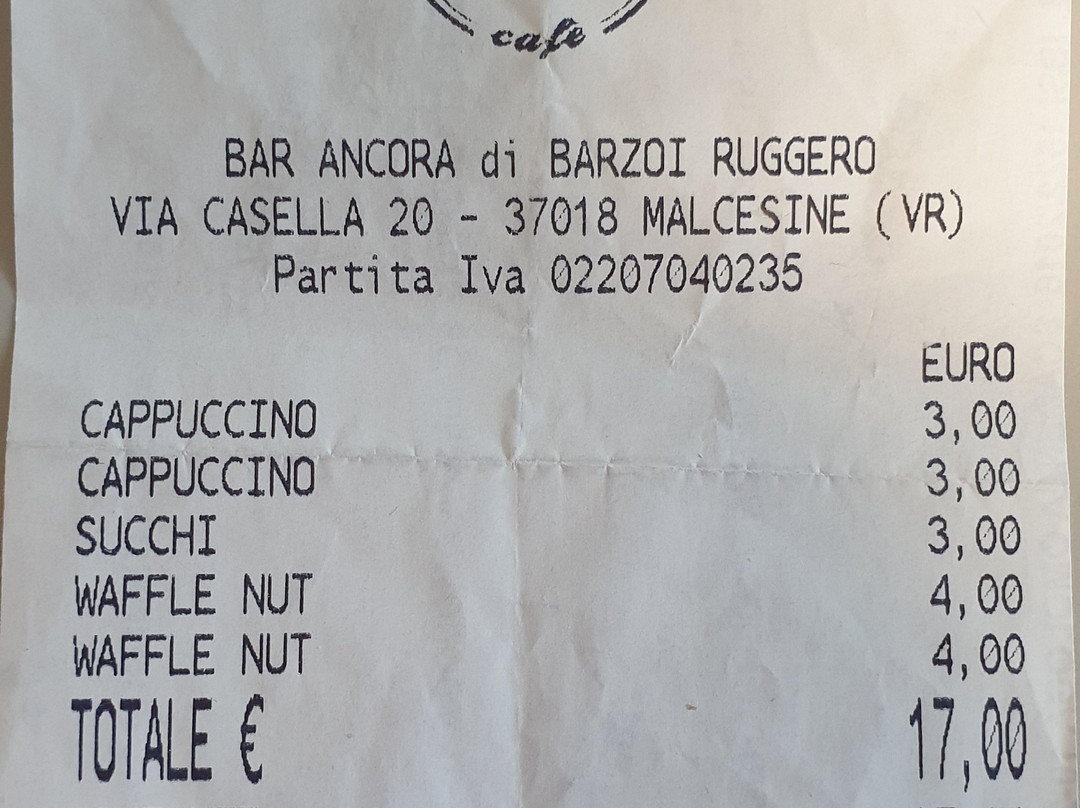 cafe
BAR ANCORA di BARZOI RUGGERO
VIA CASELLA 20 - 37018 MALCESINE (VR)
Partita Iva 02207040235
EURO
CAPPUCCINO 3,00
CAPPUCCINO 3,00
SUCCHI 3,00
WAFFLE NUT 4,00
WAFFLE NUT 4,00
TOTALE € 17,00